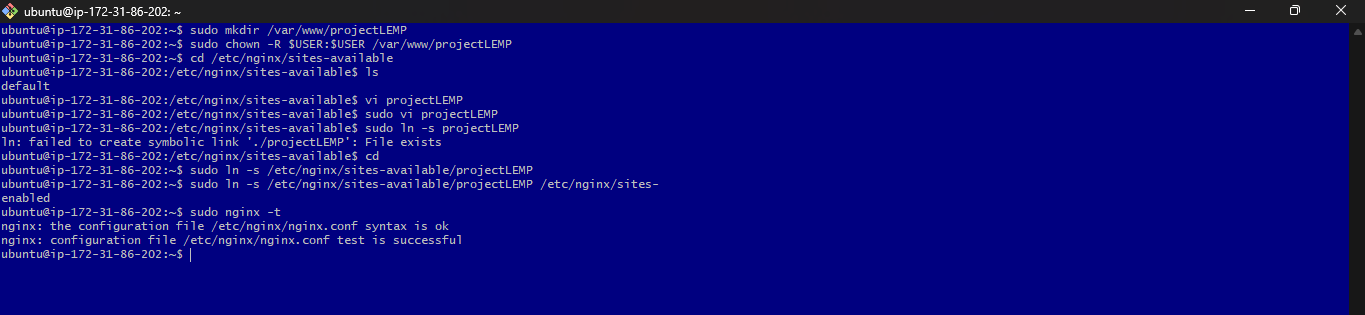 ubuntu@ip-172-31-86-202: ~
ubuntu@ip-172-31-86-202:~$ sudo mkdir /var/www/projectLEMP
ubuntu@ip-172-31-86-202:~$ sudo chown -R $USER:$USER /var/www/projectLEMP
ubuntu@ip-172-31-86-202:~$ cd /etc/nginx/sites-available
ubuntu@ip-172-31-86-202:/etc/nginx/sites-available$ ls
default
ubuntu@ip-172-31-86-202:/etc/nginx/sites-available$ vi projectLEMP
ubuntu@ip-172-31-86-202:/etc/nginx/sites-available$ sudo vi projectLEMP
ubuntu@ip-172-31-86-202:/etc/nginx/sites-available$ sudo ln -s projectLEMP
ln: failed to create symbolic link './projectLEMP': File exists
ubuntu@ip-172-31-86-202:/etc/nginx/sites-available$ cd
ubuntu@ip-172-31-86-202:~$ sudo ln -s /etc/nginx/sites-available/projectLEMP
ubuntu@ip-172-31-86-202:~$ sudo ln -s /etc/nginx/sites-available/projectLEMP /etc/nginx/sites-
enabled
ubuntu@ip-172-31-86-202:~$ sudo nginx -t
nginx: the configuration file /etc/nginx/nginx.conf syntax is ok
nginx: configuration file /etc/nginx/nginx.conf test is successful
ubuntu@ip-172-31-86-202:~$